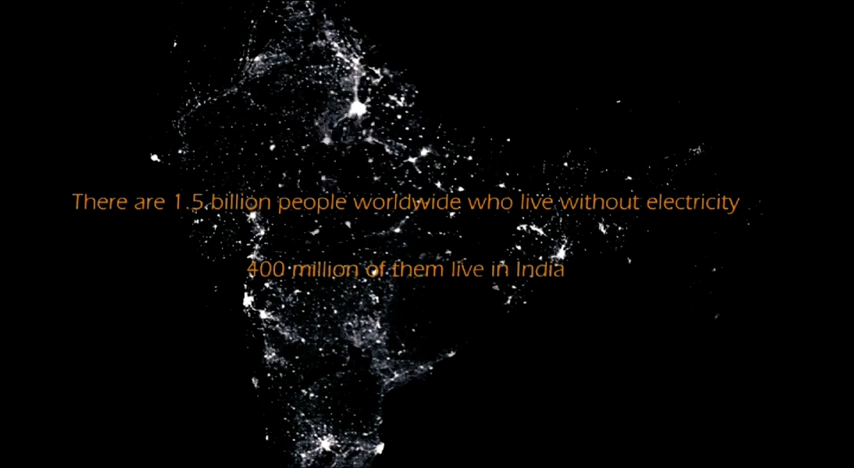 There are 1.5 billion people worldwide who live without electricity
400 million of them live in India